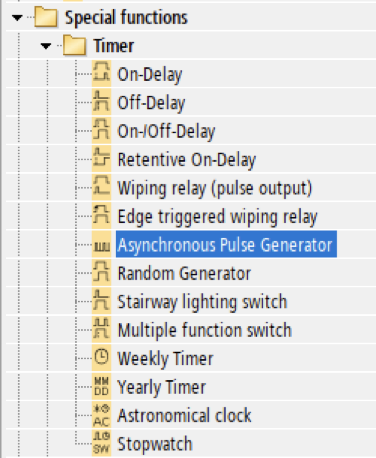 Special functions
Timer
On-Delay
Off-Delay
On-/Off-Delay
Retentive On-Delay
Wiping relay (pulse output)
Edge triggered wiping relay
Asynchronous Pulse Generator
Random Generator
Stairway lighting switch
Multiple function switch
Weekly Timer
MM
DD
Yearly Timer
AC
Astronomical clock
SW
Stopwatch